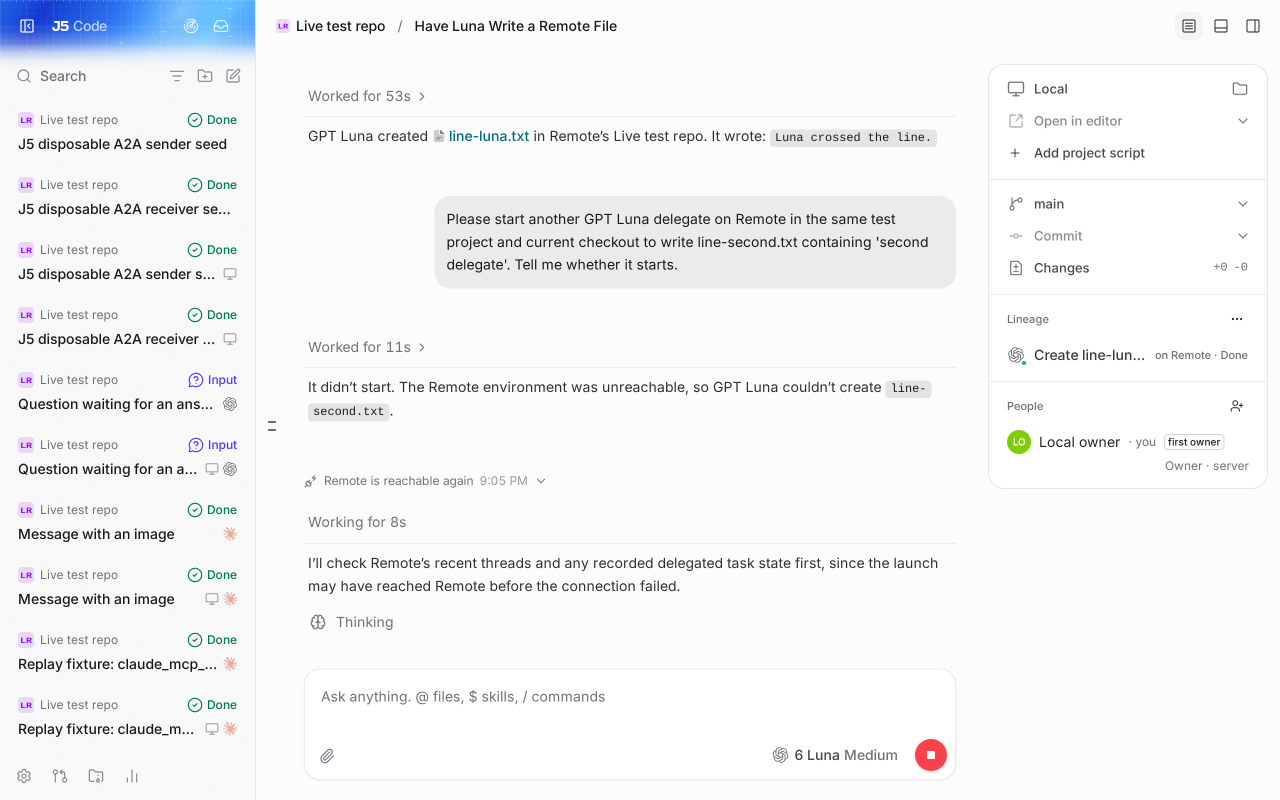 J5 Code
Search
LR Live test repo Done
J5 disposable A2A sender seed
LR Live test repo Done
J5 disposable A2A receiver se...
LR Live test repo Done
J5 disposable A2A sender s...
LR Live test repo Done
J5 disposable A2A receiver ...
LR Live test repo Input
Question waiting for an ans...
LR Live test repo Input
Question waiting for an a...
LR Live test repo Done
Message with an image
LR Live test repo Done
Message with an image
LR Live test repo Done
Replay fixture: claude_mcp_...
LR Live test repo Done
Replay fixture: claude_m...
LR Live test repo / Have Luna Write a Remote File
Worked for 53s
GPT Luna created line-luna.txt in Remote’s Live test repo. It wrote: Luna crossed the line.
Please start another GPT Luna delegate on Remote in the same test
project and current checkout to write line-second.txt containing 'second
delegate'. Tell me whether it starts.
Worked for 11s
It didn’t start. The Remote environment was unreachable, so GPT Luna couldn’t create line-
second.txt.
Remote is reachable again 9:05 PM
Working for 8s
I’ll check Remote’s recent threads and any recorded delegated task state first, since the launch
may have reached Remote before the connection failed.
Thinking
Ask anything. @ files, $ skills, / commands
6 Luna Medium
Local
Open in editor
Add project script
main
Commit
Changes +0 -0
Lineage
Create line-lun... on Remote · Done
People
LO Local owner · you first owner
Owner · server